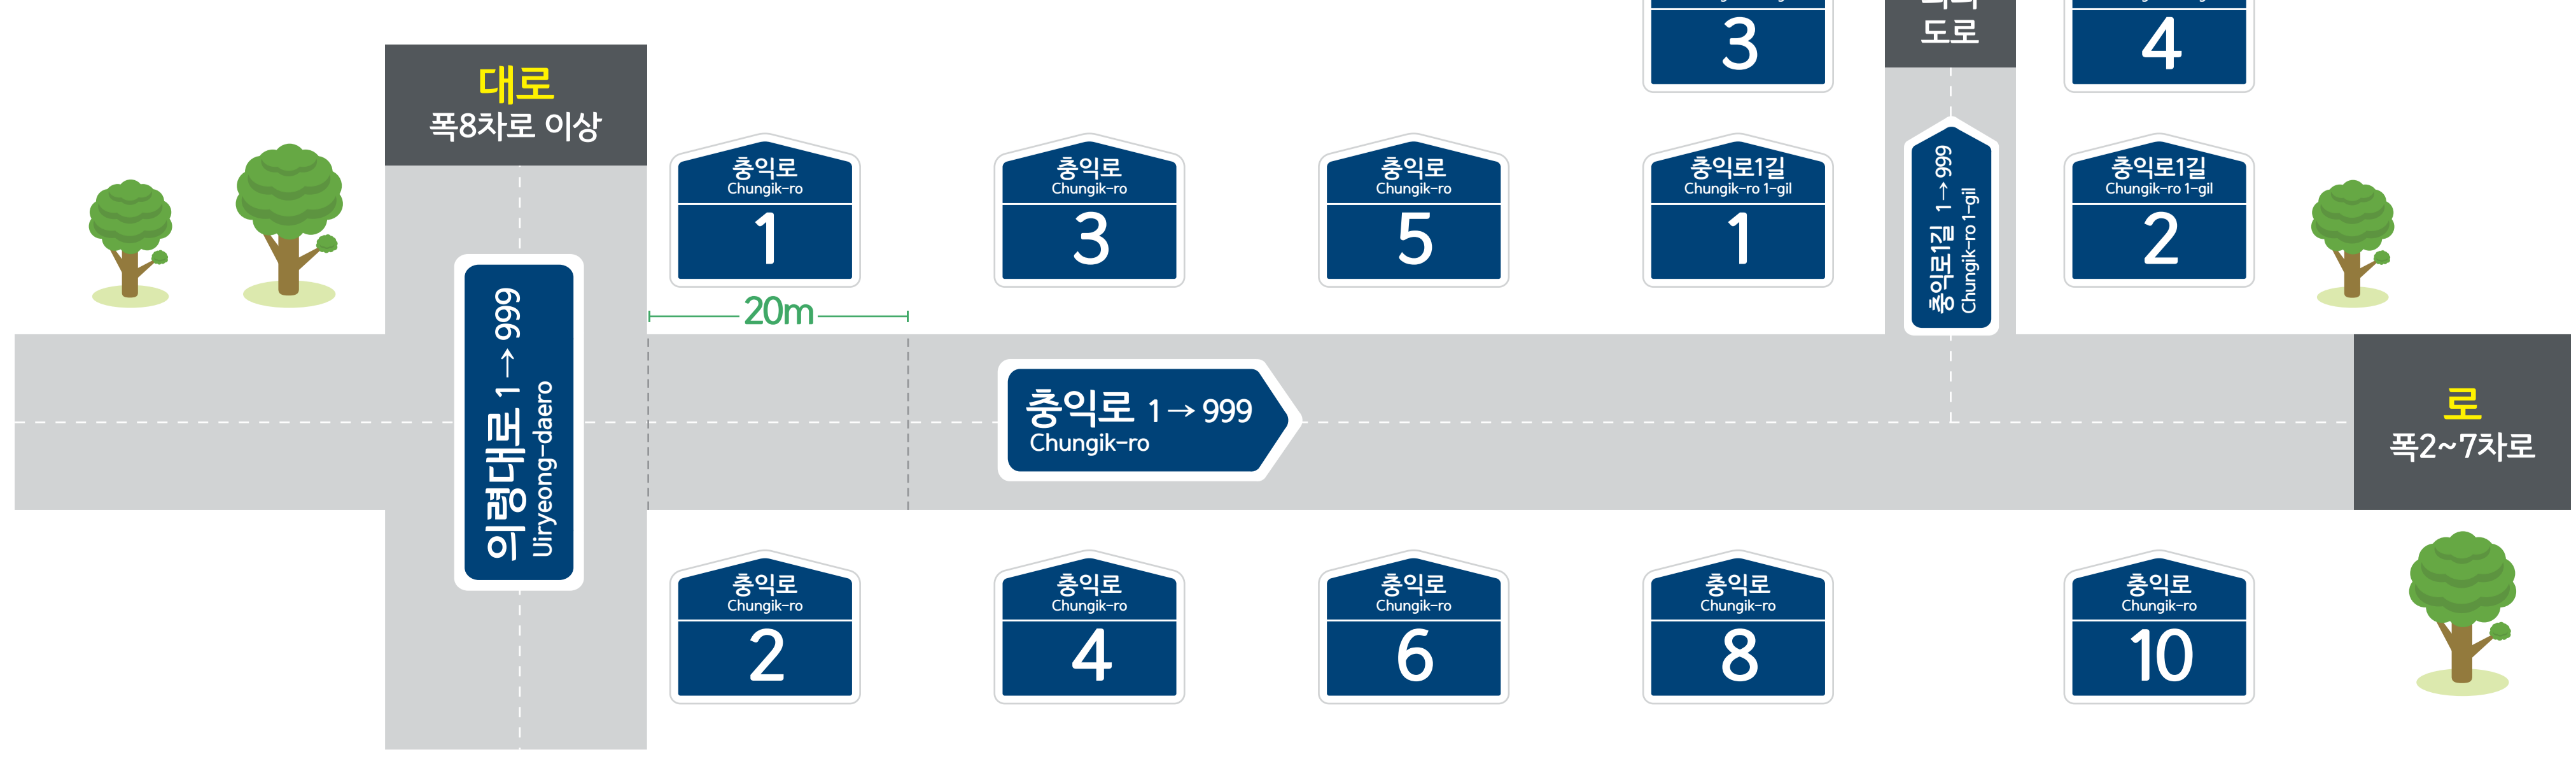 3
도로
4
대로
폭8차로 이상
충익로
Chungik-ro
1
충익로
Chungik-ro
3
충익로
Chungik-ro
5
충익로1길
Chungik-ro 1-gil
1
충익로1길 1→999
Chungik-ro 1-gil
충익로1길
Chungik-ro 1-gil
2
20m
의령대로 1→999
Uiryeong-daero
충익로 1→999
Chungik-ro
로
폭2~7차로
충익로
Chungik-ro
2
충익로
Chungik-ro
4
충익로
Chungik-ro
6
충익로
Chungik-ro
8
충익로
Chungik-ro
10